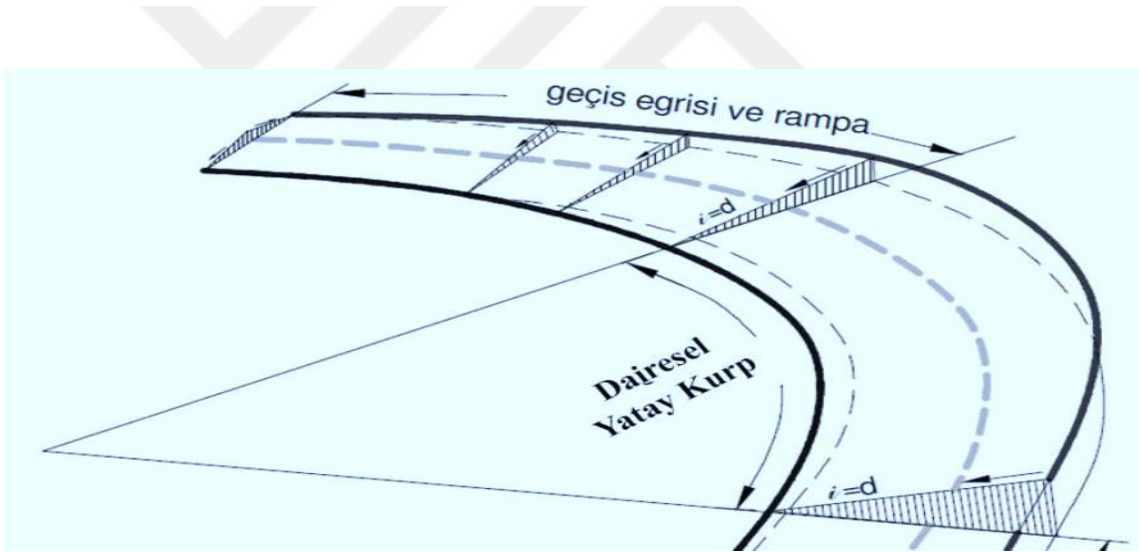 geçis egrisi ve rampa
i=d
Dairesel
Yatay Kurp
i=d